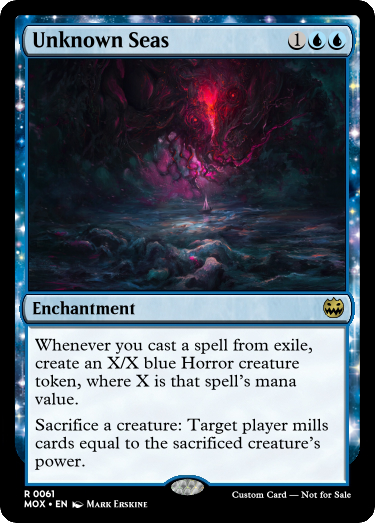 Unknown Seas 1
Enchantment
Whenever you cast a spell from exile,
create an X/X blue Horror creature
token, where X is that spell's mana
value.
Sacrifice a creature: Target player mills
cards equal to the sacrificed creature's
power.
R 0061
MOX • EN Mark Erskine
Custom Card — Not for Sale